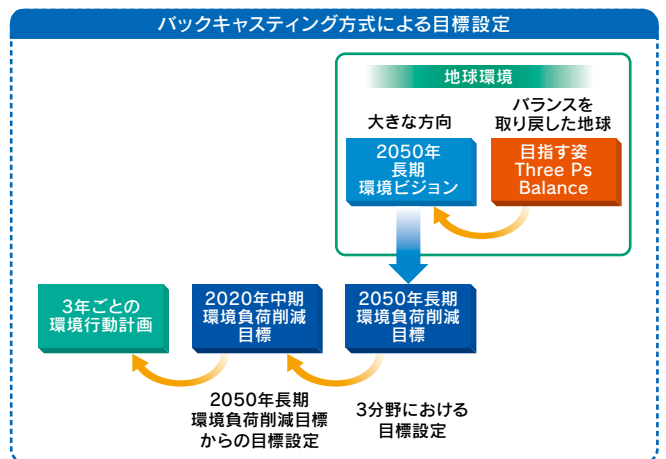 バックキャスティング方式による目標設定
地球環境
大きな方向
バランスを
取り戻した地球
2050年
長期
環境ビジョン
目指す姿
Three Ps
Balance
3年ごとの
環境行動計画
2020年中期
環境負荷削減
目標
2050年長期
環境負荷削減
目標
2050年長期
環境負荷削減目標
からの目標設定
3分野における
目標設定